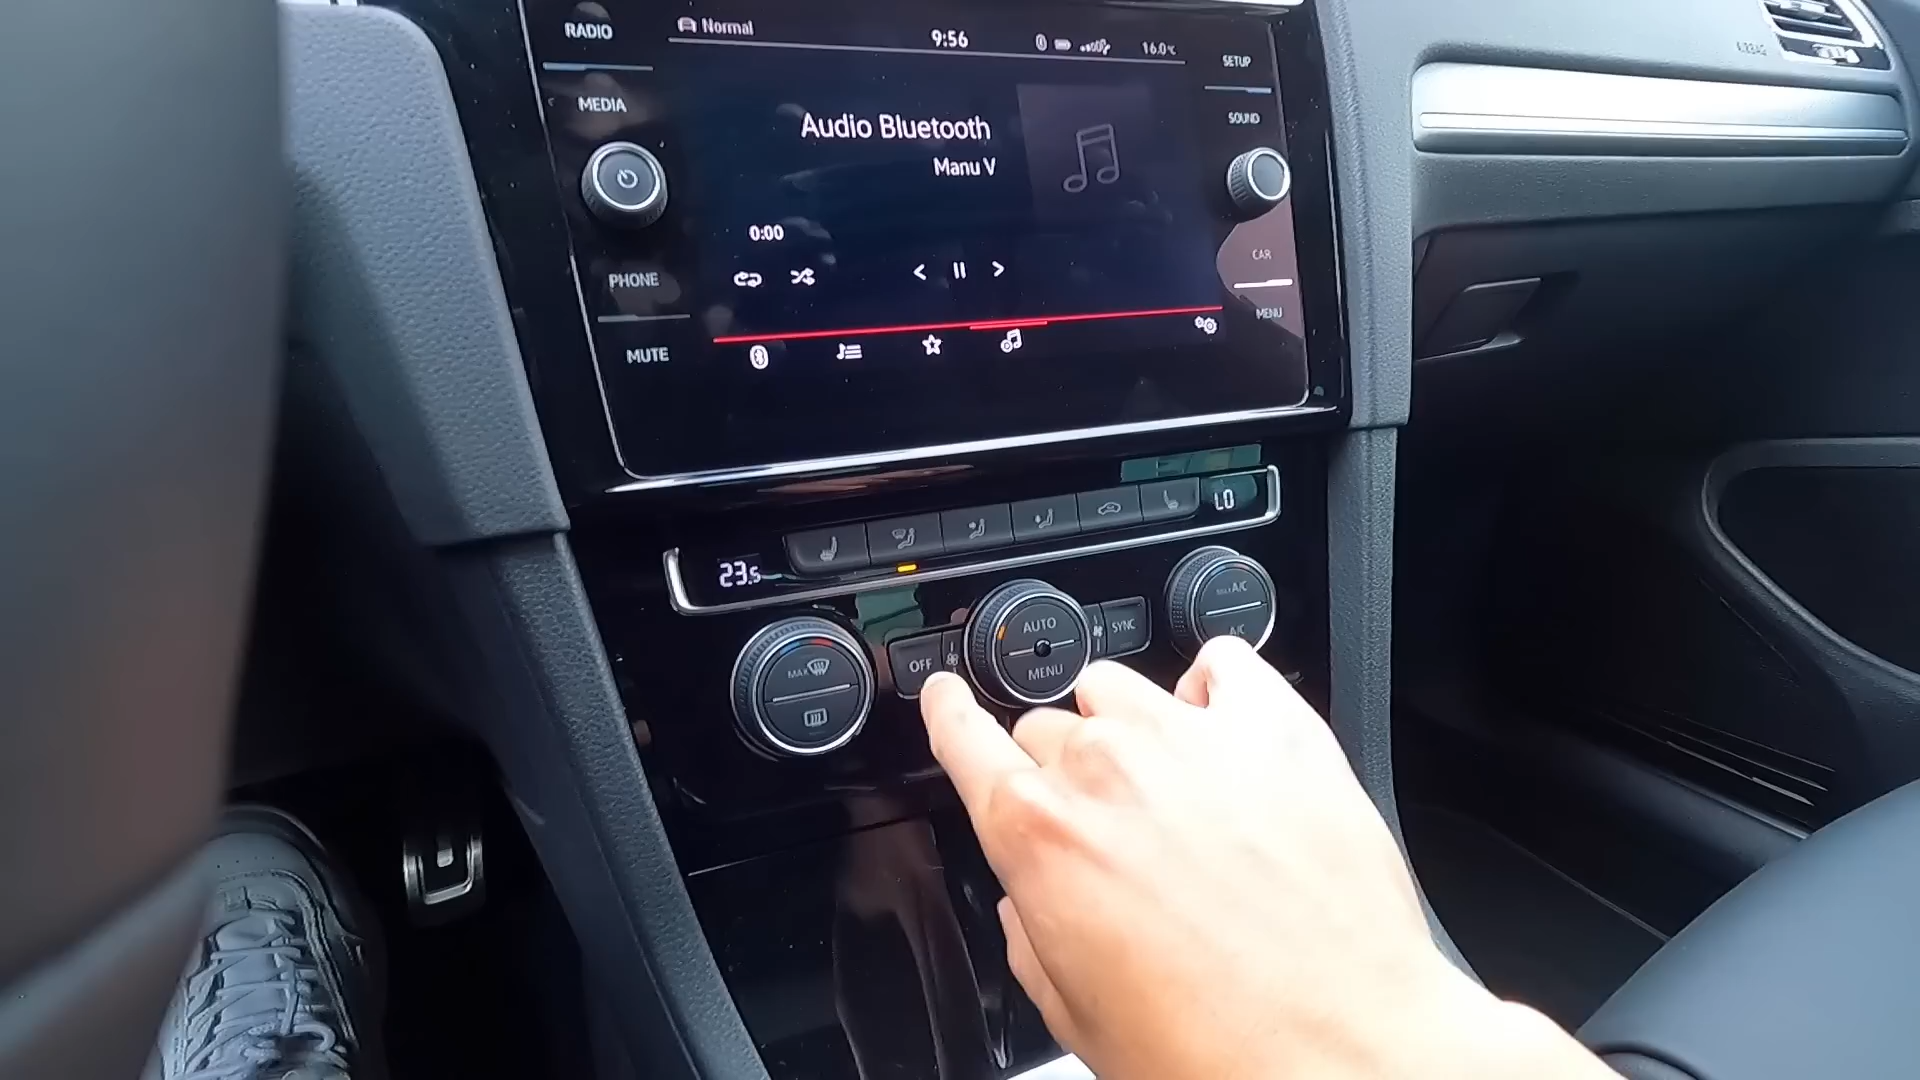 RADIO
Normal
9:56
16.0°C
SETUP
MEDIA
Audio Bluetooth
Manu V
SOUND
0:00
PHONE
CAR
MENU
MUTE
LO
23.5
MAX
OFF
AUTO
MENU
SYNC
MAX A/C
A/C